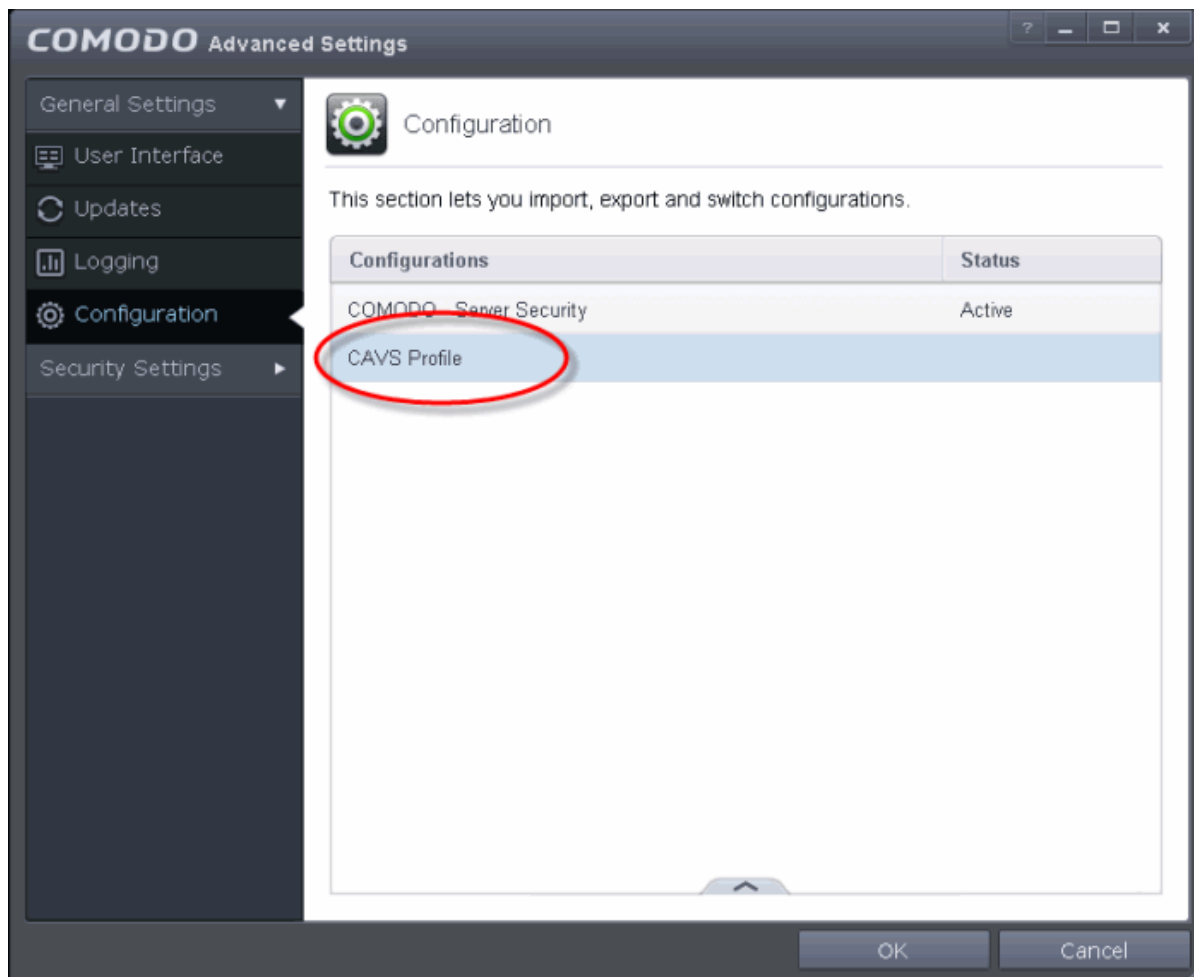 COMODO Advanced Settings
?
General Settings
User Interface
Updates
Logging
Configuration
Security Settings
Configuration
This section lets you import, export and switch configurations.
Configurations Status
COMODO - Server Security Active
CAVS Profile
OK Cancel